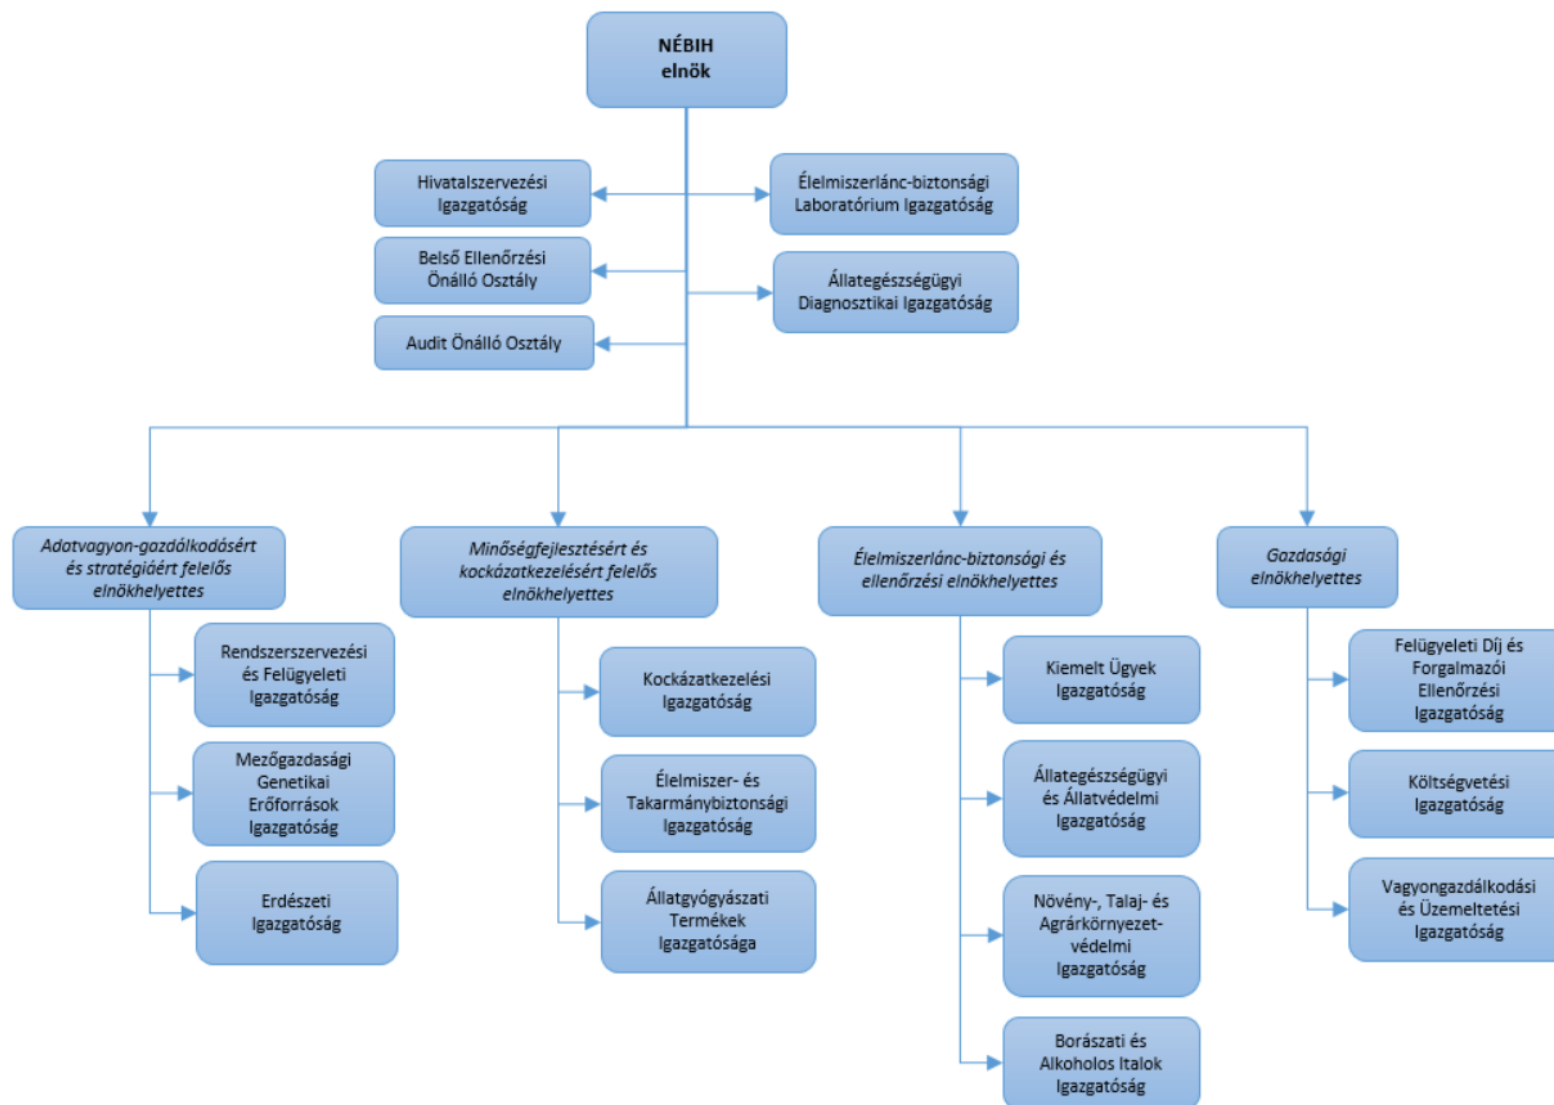 NÉBIH
elnök
Hivatalszervezési
Igazgatóság
Élelmiszerlánc-biztonsági
Laboratórium Igazgatóság
Belső Ellenőrzési
Önálló Osztály
Állategészségügyi
Diagnosztikai Igazgatóság
Audit Önálló Osztály
Adatvagyon-gazdálkodásért
és stratégiáért felelős
elnökhelyettes
Minőségfejlesztésért és
kockázatkezelésért felelős
elnökhelyettes
Élelmiszerlánc-biztonsági és
ellenőrzési elnökhelyettes
Gazdasági
elnökhelyettes
Rendszerszervezési
és Felügyeleti
Igazgatóság
Mezőgazdasági
Genetikai
Erőforrások
Igazgatóság
Erdészeti
Igazgatóság
Kockázatkezelési
Igazgatóság
Élelmiszer- és
Takarmánybiztonsági
Igazgatóság
Állatgyógyászati
Termékek
Igazgatósága
Kiemelt Ügyek
Igazgatóság
Állategészségügyi
és Állatvédelmi
Igazgatóság
Növény-, Talaj- és
Agrárkörnyezet-
védelmi
Igazgatóság
Borászati és
Alkoholos Italok
Igazgatóság
Felügyeleti Díj és
Forgalmazói
Ellenőrzési
Igazgatóság
Költségvetési
Igazgatóság
Vagyongazdálkodási
és Üzemeltetési
Igazgatóság